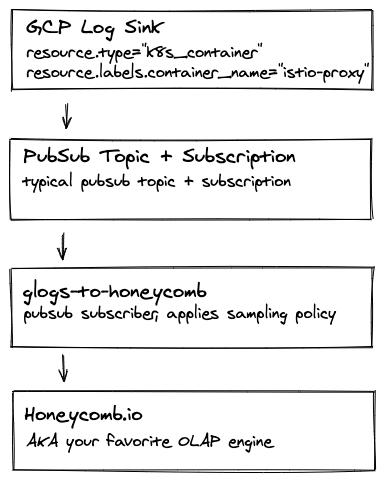 GCP Log Sink
resource.type="k8s_container"
resource.labels.container_name="istio-proxy"
PubSub Topic + Subscription
typical pubsub topic + subscription
glogs-to-honeycomb
pubsub subscriber, applies sampling policy
Honeycomb.io
AKA your favorite OLAP engine